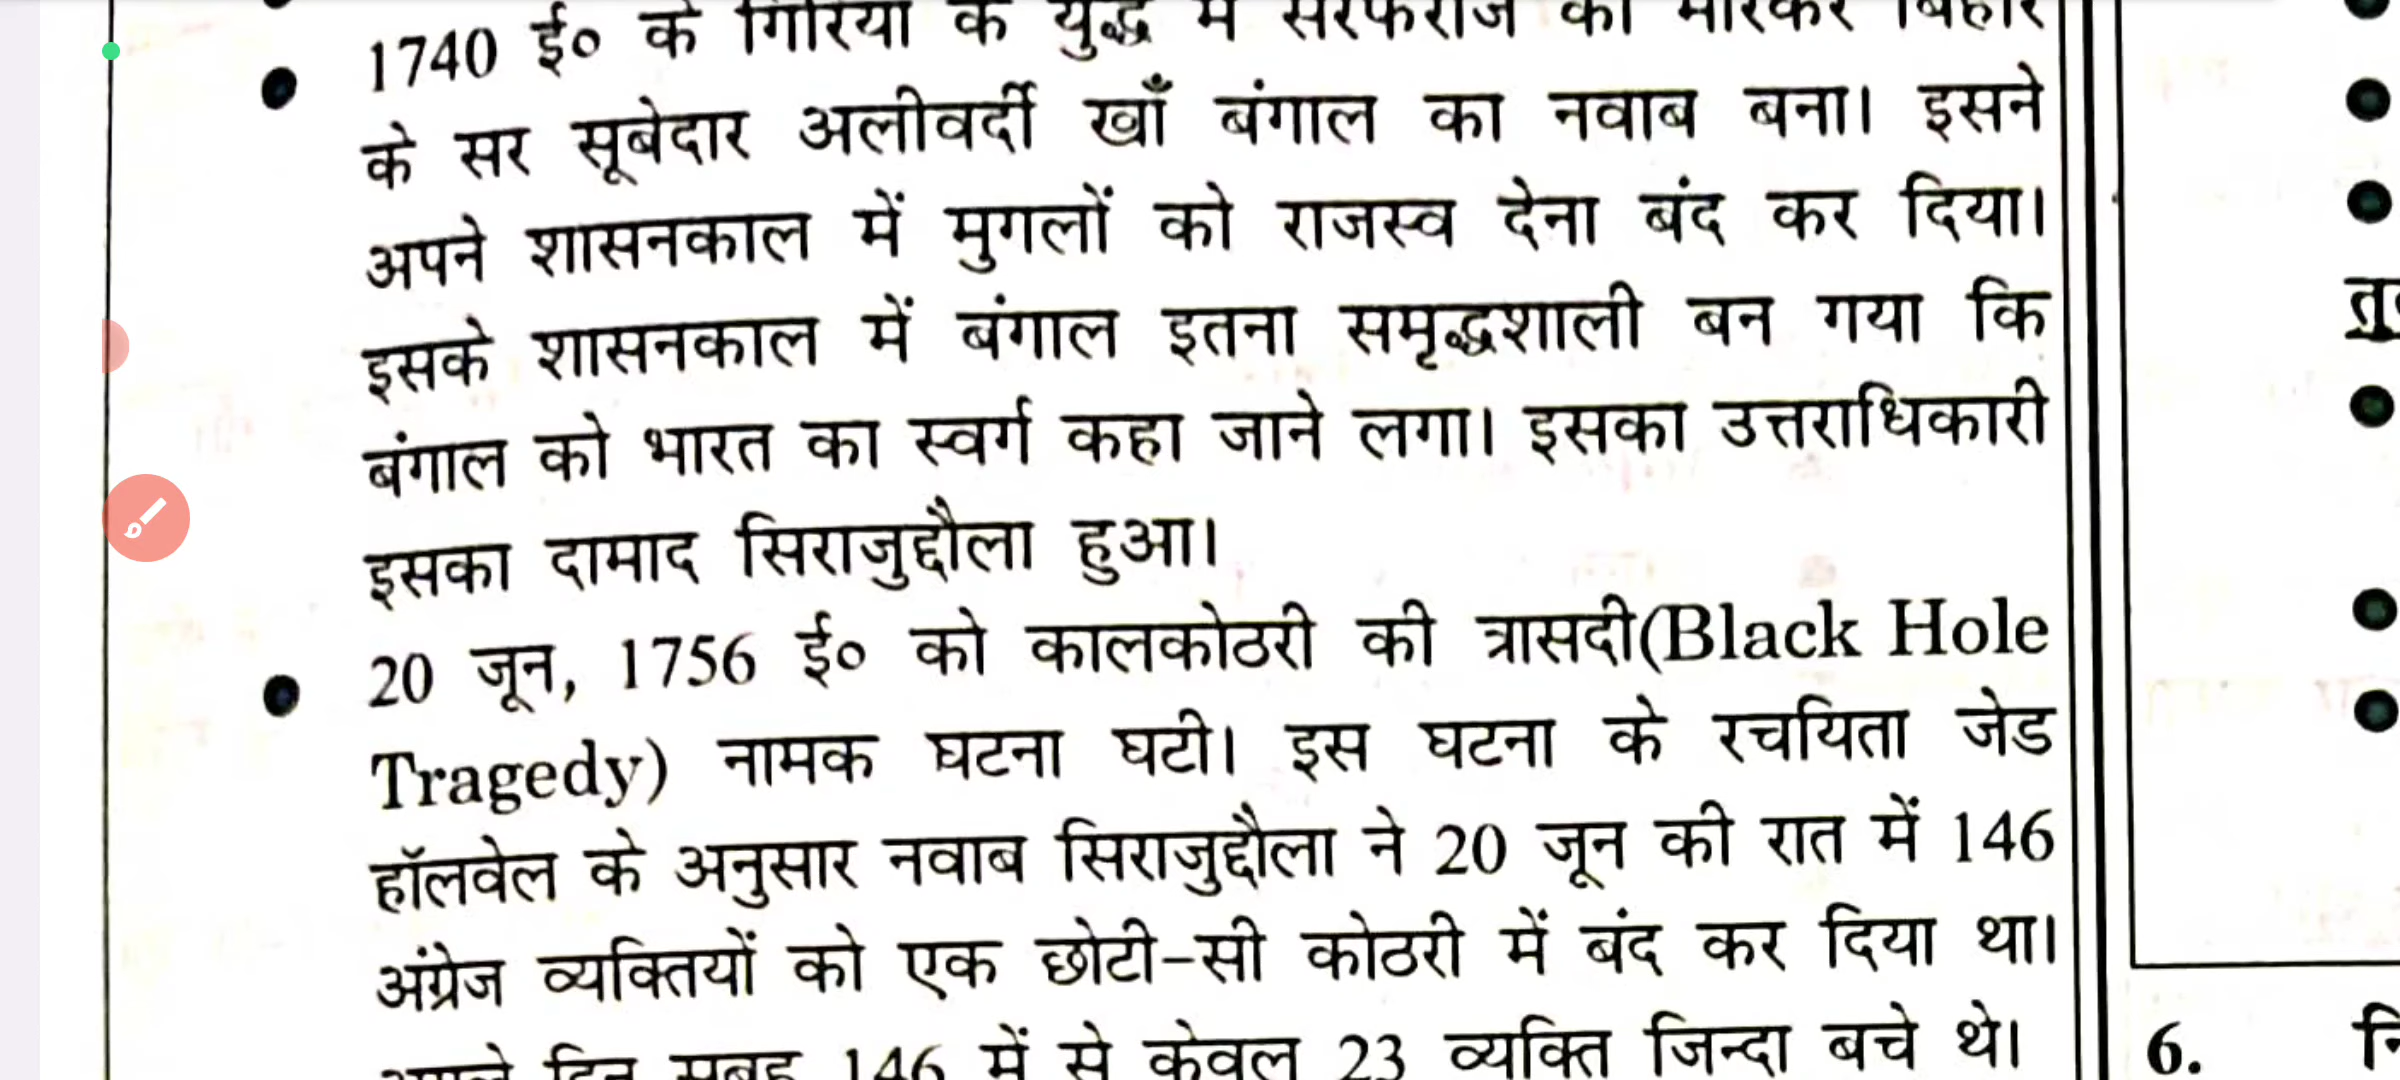 1740 ई० के गिरिया के युद्ध में सरफराज को मारकर बिहार
के सर सूबेदार अलीवर्दी खाँ बंगाल का नवाब बना। इसने
अपने शासनकाल में मुगलों को राजस्व देना बंद कर दिया।
इसके शासनकाल में बंगाल इतना समृद्धशाली बन गया कि
बंगाल को भारत का स्वर्ग कहा जाने लगा। इसका उत्तराधिकारी
इसका दामाद सिराजुद्दौला हुआ।
20 जून, 1756 ई० को कालकोठरी की त्रासदी(Black Hole
Tragedy) नामक घटना घटी। इस घटना के रचयिता जेड
हॉलवेल के अनुसार नवाब सिराजुद्दौला ने 20 जून की रात में 146
अंग्रेज व्यक्तियों को एक छोटी-सी कोठरी में बंद कर दिया था।
अगले दिन सुबह 146 में से केवल 23 व्यक्ति जिन्दा बचे थे।
6.